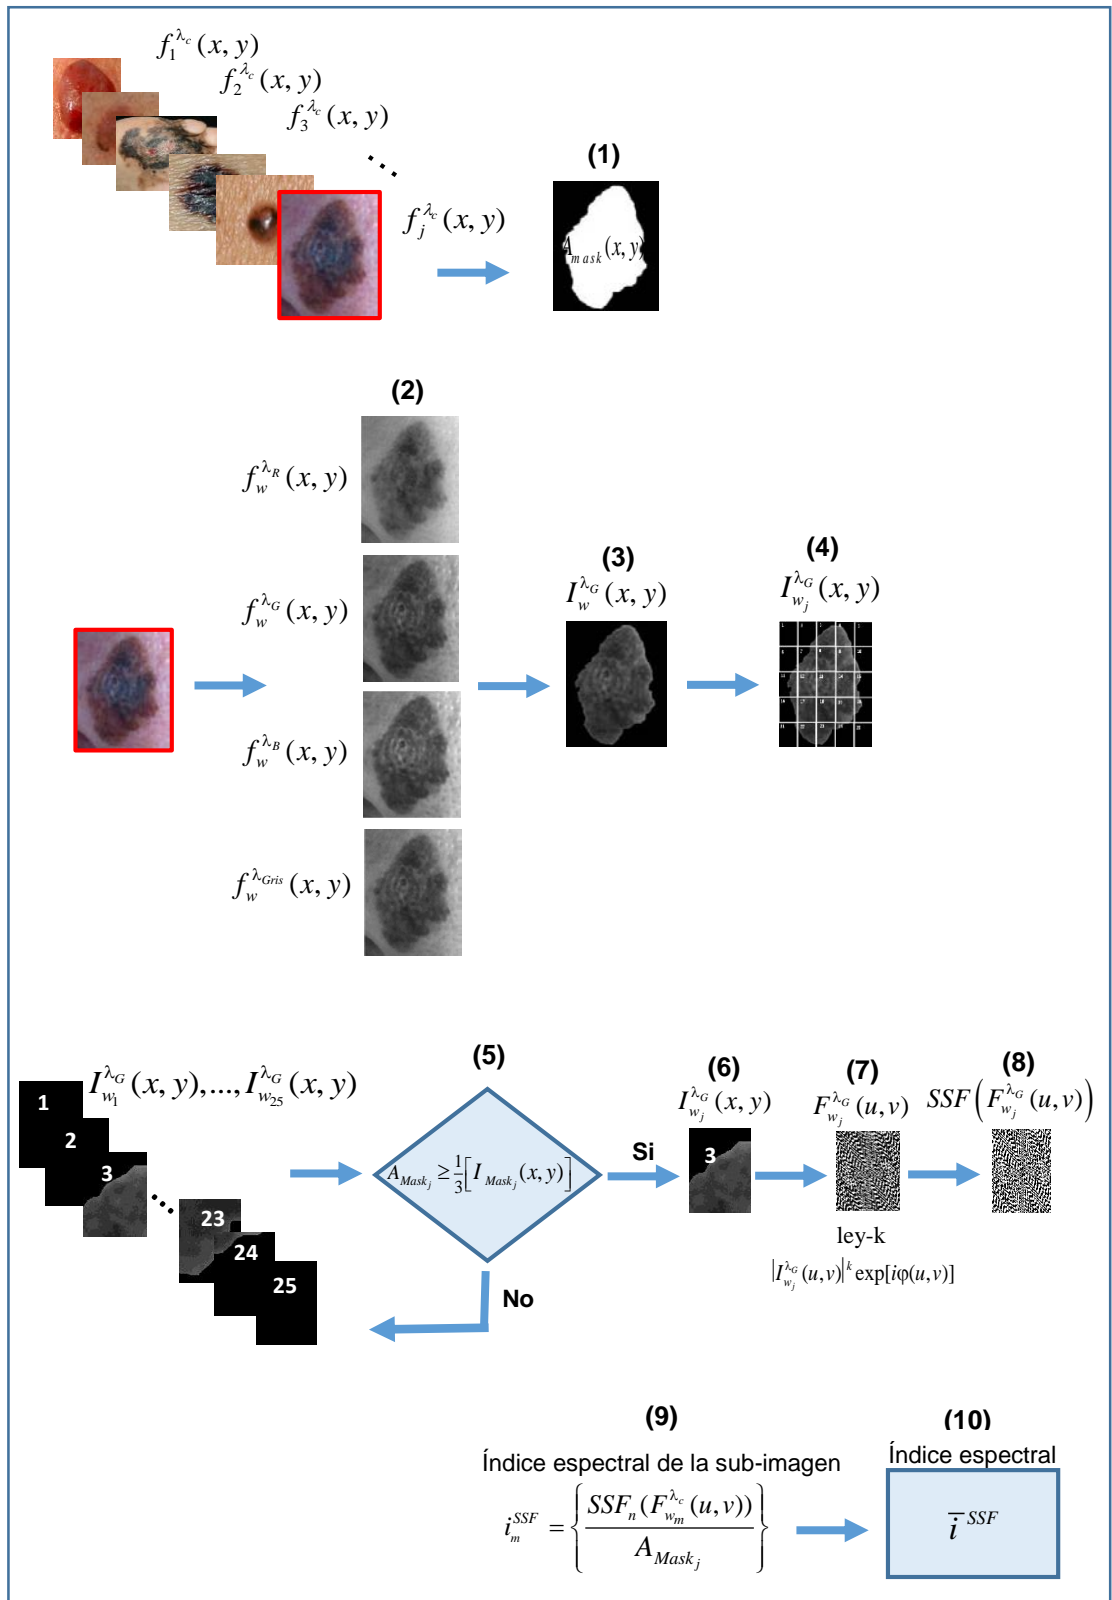 f_1^{λ_c}(x, y)
f_2^{λ_c}(x, y)
f_3^{λ_c}(x, y)
⋱
f_j^{λ_c}(x, y)
(1)
A_{mask}(x, y)
(2)
f_w^{λ_R}(x, y)
f_w^{λ_G}(x, y)
f_w^{λ_B}(x, y)
f_w^{λ_{Gris}}(x, y)
(3)
I_w^{λ_G}(x, y)
(4)
I_{w_j}^{λ_G}(x, y)
I_{w_1}^{λ_G}(x, y),..., I_{w_{25}}^{λ_G}(x, y)
1
2
3
23
24
25
(5)
A_{Mask_j} ≥ \frac{1}{3}[I_{Mask_j}(x, y)]
Si
No
(6)
I_{w_j}^{λ_G}(x, y)
3
(7)
F_{w_j}^{λ_G}(u, v)
ley-k
|I_{w_j}^{λ_G}(u, v)|^k exp[iφ(u, v)]
(8)
SSF(F_{w_j}^{λ_G}(u, v))
(9)
Índice espectral de la sub-imagen
i_m^{SSF} = \{\frac{SSF_n(F_{w_m}^{λ_c}(u, v))}{A_{Mask_j}}\}
(10)
Índice espectral
\overline{i}^{SSF}